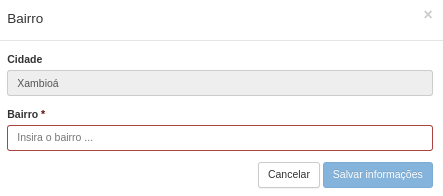 Bairro ×
Cidade
Xambioá
Bairro *
Insira o bairro ...
Cancelar Salvar informações